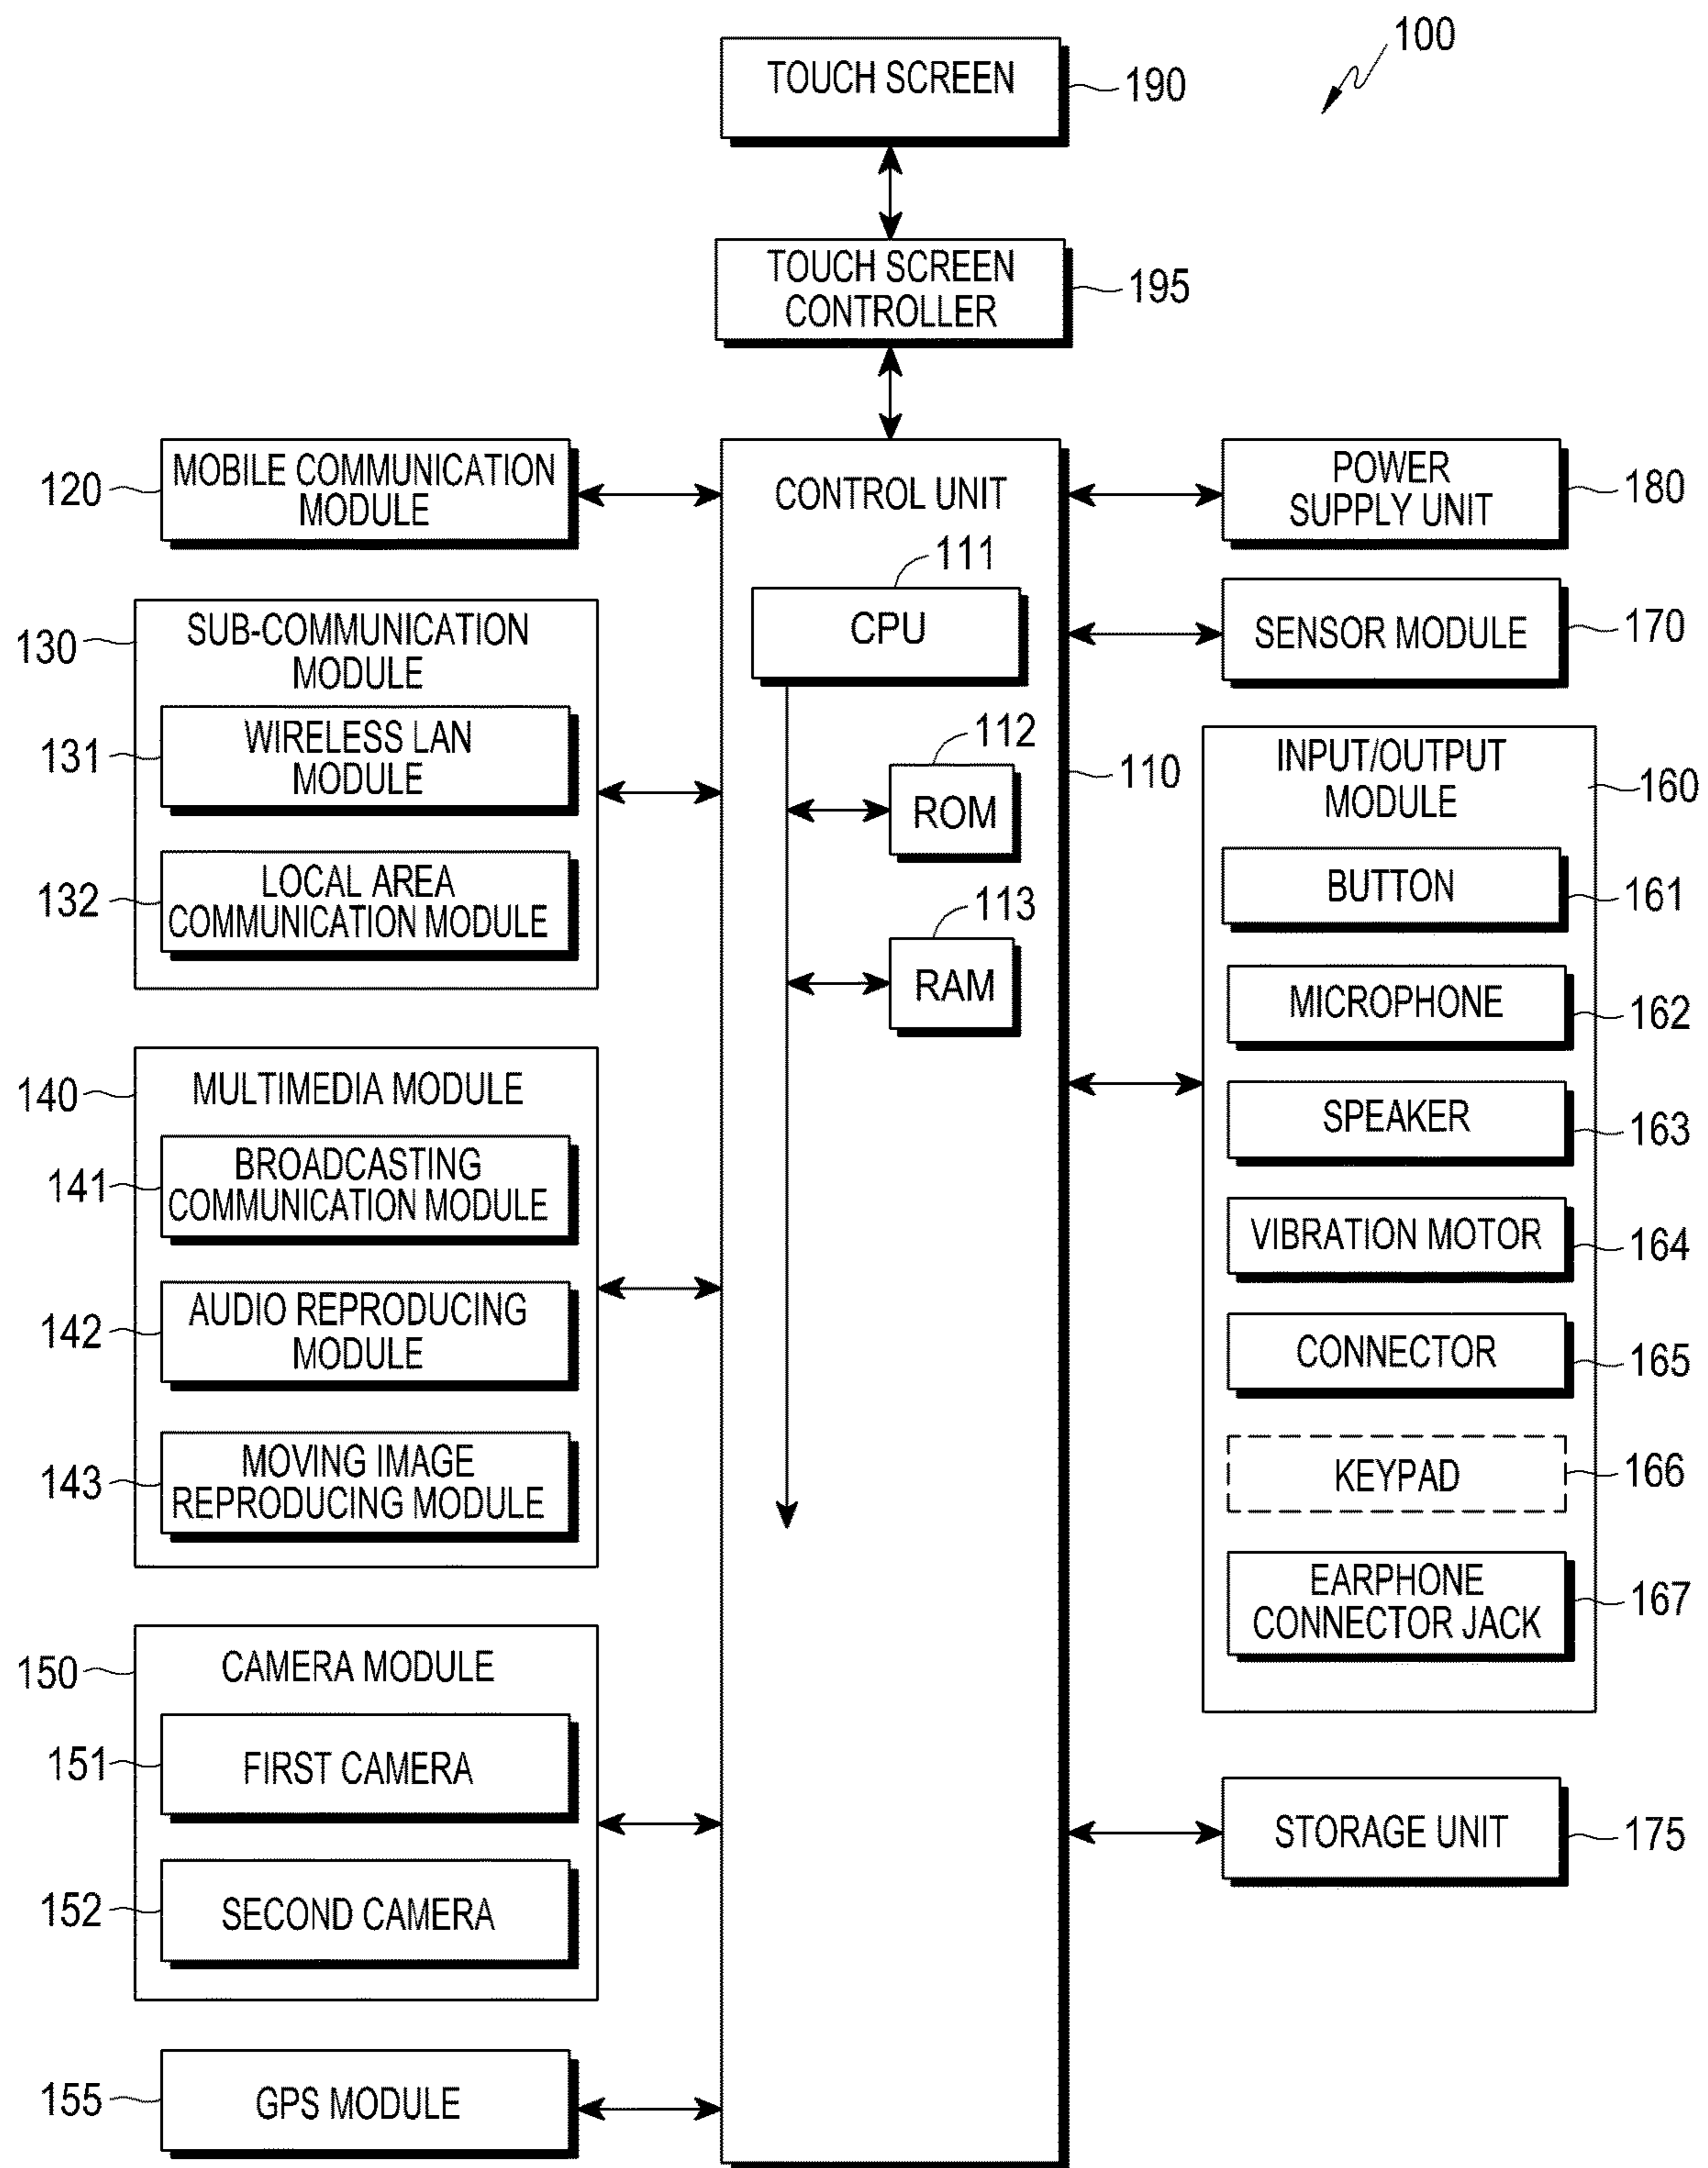 100
TOUCH SCREEN
190
TOUCH SCREEN
CONTROLLER
195
120
MOBILE COMMUNICATION
MODULE
130
SUB-COMMUNICATION
MODULE
131
WIRELESS LAN
MODULE
132
LOCAL AREA
COMMUNICATION MODULE
140
MULTIMEDIA MODULE
141
BROADCASTING
COMMUNICATION MODULE
142
AUDIO REPRODUCING
MODULE
143
MOVING IMAGE
REPRODUCING MODULE
150
CAMERA MODULE
151
FIRST CAMERA
152
SECOND CAMERA
155
GPS MODULE
CONTROL UNIT
111
CPU
112
ROM
110
113
RAM
POWER
SUPPLY UNIT
180
SENSOR MODULE
170
INPUT/OUTPUT
MODULE
160
BUTTON
161
MICROPHONE
162
SPEAKER
163
VIBRATION MOTOR
164
CONNECTOR
165
KEYPAD
166
EARPHONE
CONNECTOR JACK
167
STORAGE UNIT
175